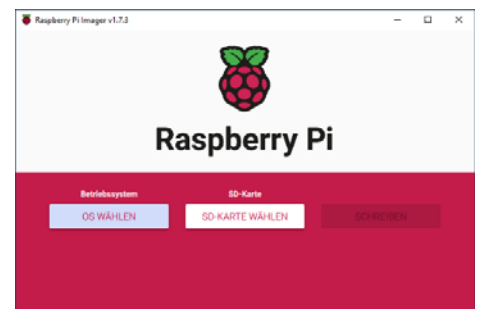 Raspberry Pi Imager v1.7.3
Raspberry Pi
Betriebssystem
SD-Karte
OS WÄHLEN
SD-KARTE WÄHLEN
SCHREIBEN